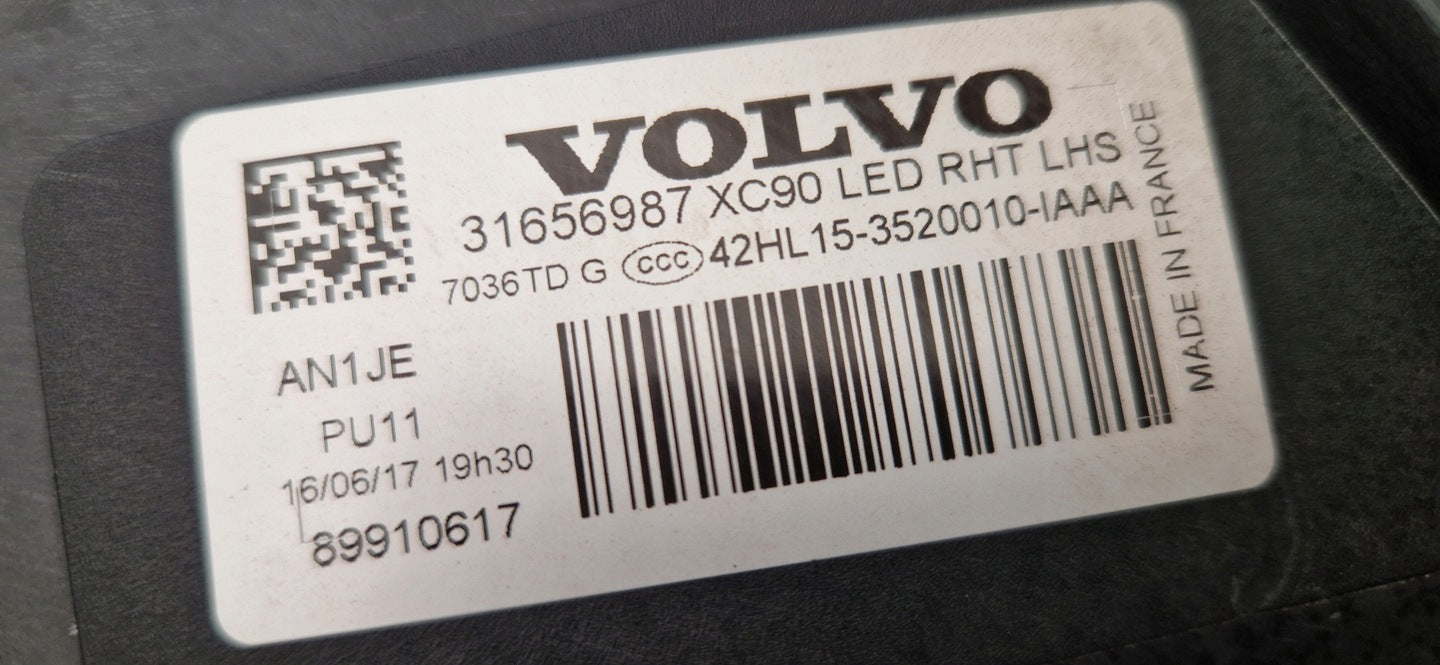 VOLVO
31656987 XC90 LED RHT LHS
7036TD G CCC 42HL15-3520010-IAAA
AN1JE
PU11
16/06/17 19h30
89910617
MADE IN FRANCE